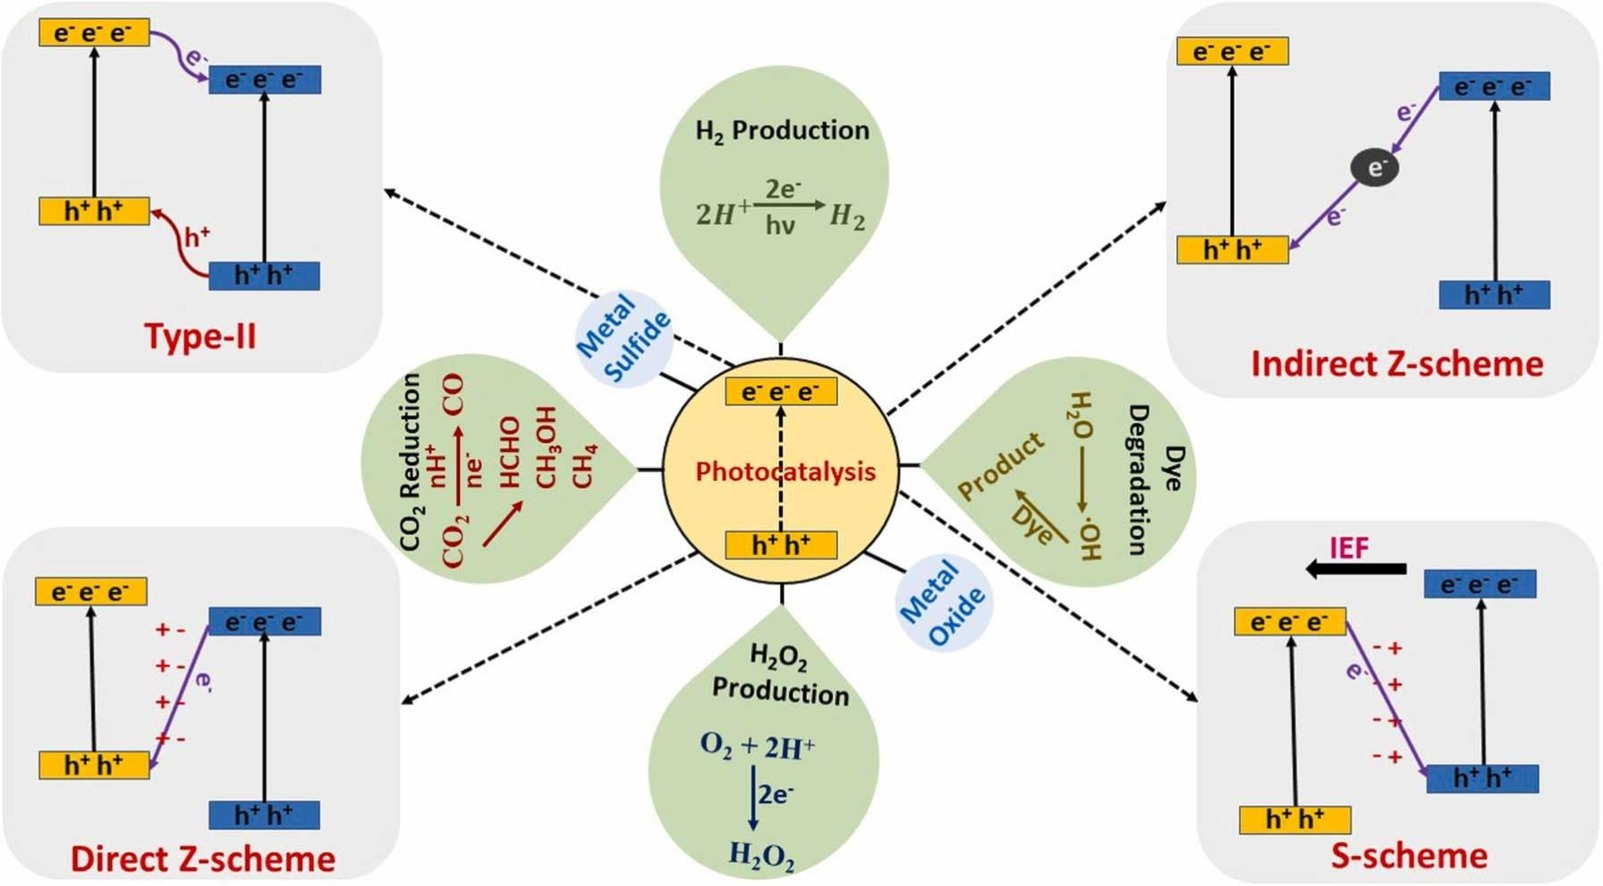 e⁻ e⁻ e⁻
e⁻
e⁻ e⁻ e⁻
h⁺ h⁺
h⁺
h⁺ h⁺
Type-II
H₂ Production
2H⁺ 2e⁻ H₂
hν
e⁻ e⁻ e⁻
e⁻ e⁻ e⁻
e⁻
e⁻
e⁻
h⁺ h⁺
h⁺ h⁺
Indirect Z-scheme
Metal
Sulfide
CO₂ Reduction
CO₂ nH⁺ CO
ne⁻
HCHO
CH₃OH
CH₄
e⁻ e⁻ e⁻
Photocatalysis
h⁺ h⁺
Dye
Degradation
H₂O
·OH
Dye
Product
Metal
Oxide
e⁻ e⁻ e⁻
e⁻ e⁻ e⁻
+ -
+ -
e⁻
+ -
+ -
h⁺ h⁺
h⁺ h⁺
Direct Z-scheme
H₂O₂
Production
O₂ + 2H⁺
2e⁻
H₂O₂
IEF
e⁻ e⁻ e⁻
e⁻ e⁻ e⁻
- +
e⁻
- +
- +
- +
h⁺ h⁺
h⁺ h⁺
S-scheme